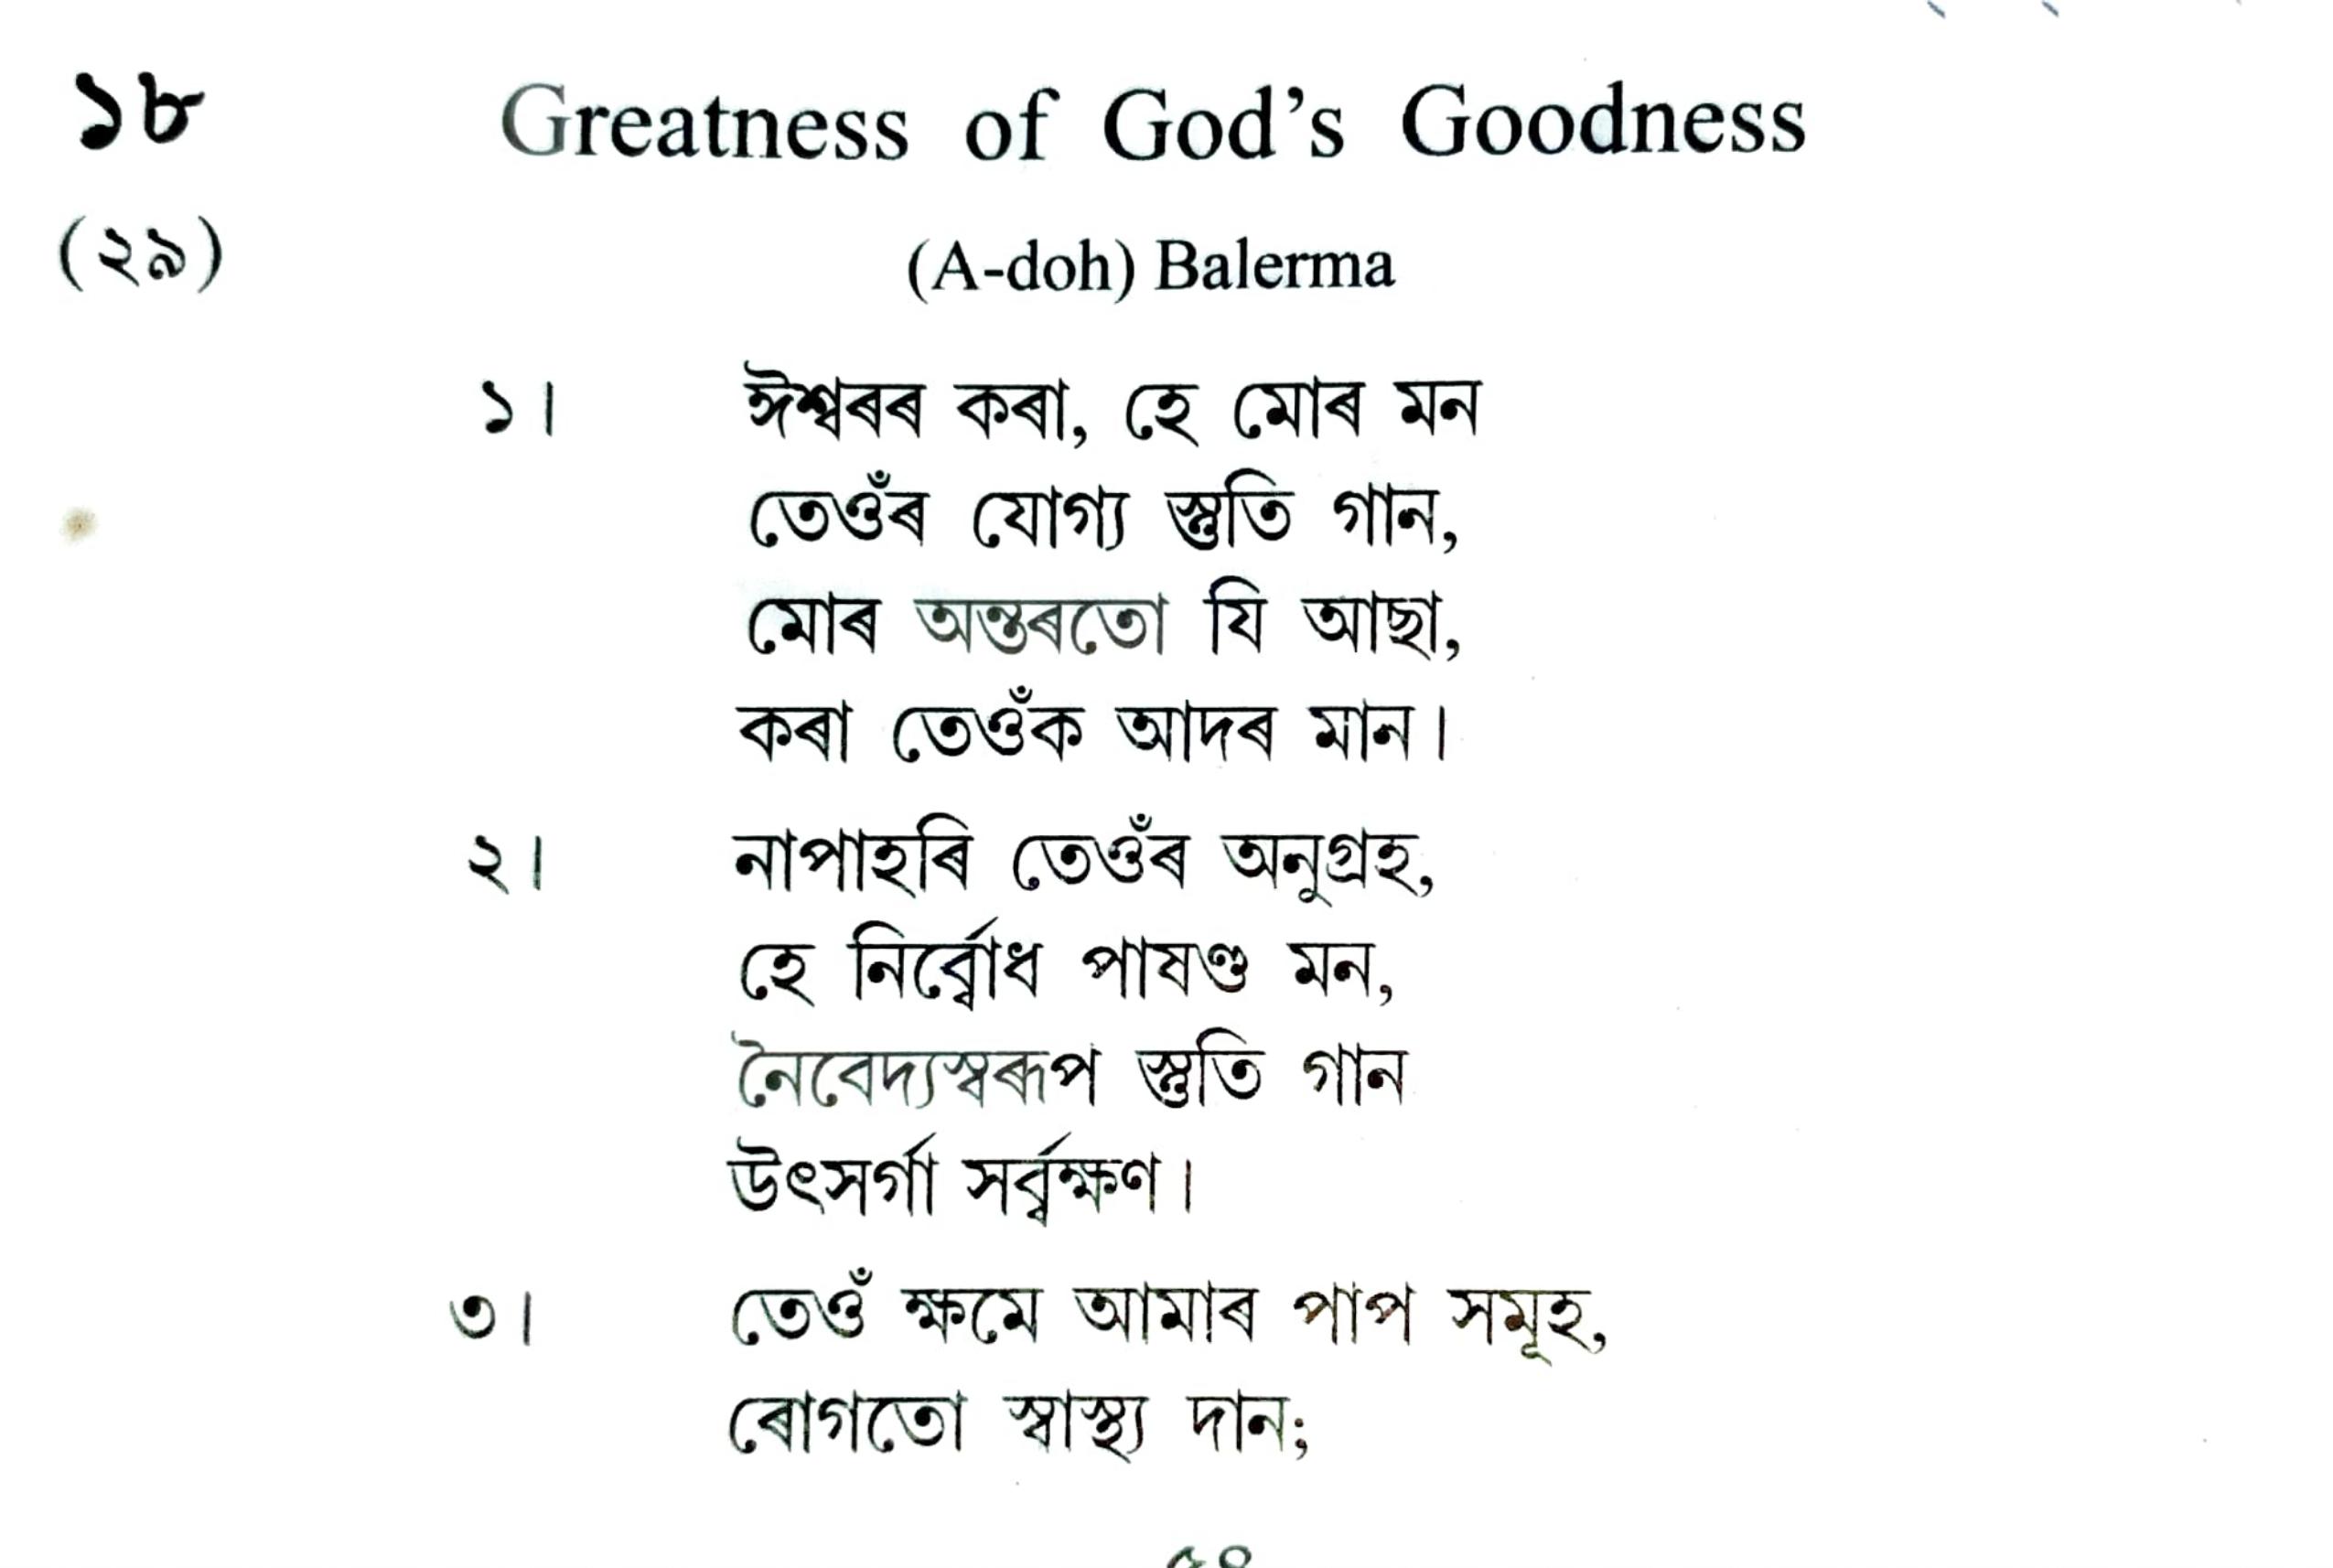 ১৮ Greatness of God's Goodness
(২৯) (A-doh) Balerma
১। ঈশ্বৰৰ কৰা, হে মোৰ মন
তেওঁৰ যোগ্য স্তুতি গান,
মোৰ অন্তৰতো যি আছা,
কৰা তেওঁক আদৰ মান।
২। নাপাহৰি তেওঁৰ অনুগ্ৰহ,
হে নিৰ্ব্বোধ পাষণ্ড মন,
নৈবেদ্যস্বৰূপ স্তুতি গান
উৎসৰ্গা সৰ্ব্বক্ষণ।
৩। তেওঁ ক্ষমে আমাৰ পাপ সমূহ,
ৰোগতো স্বাস্থ্য দান;